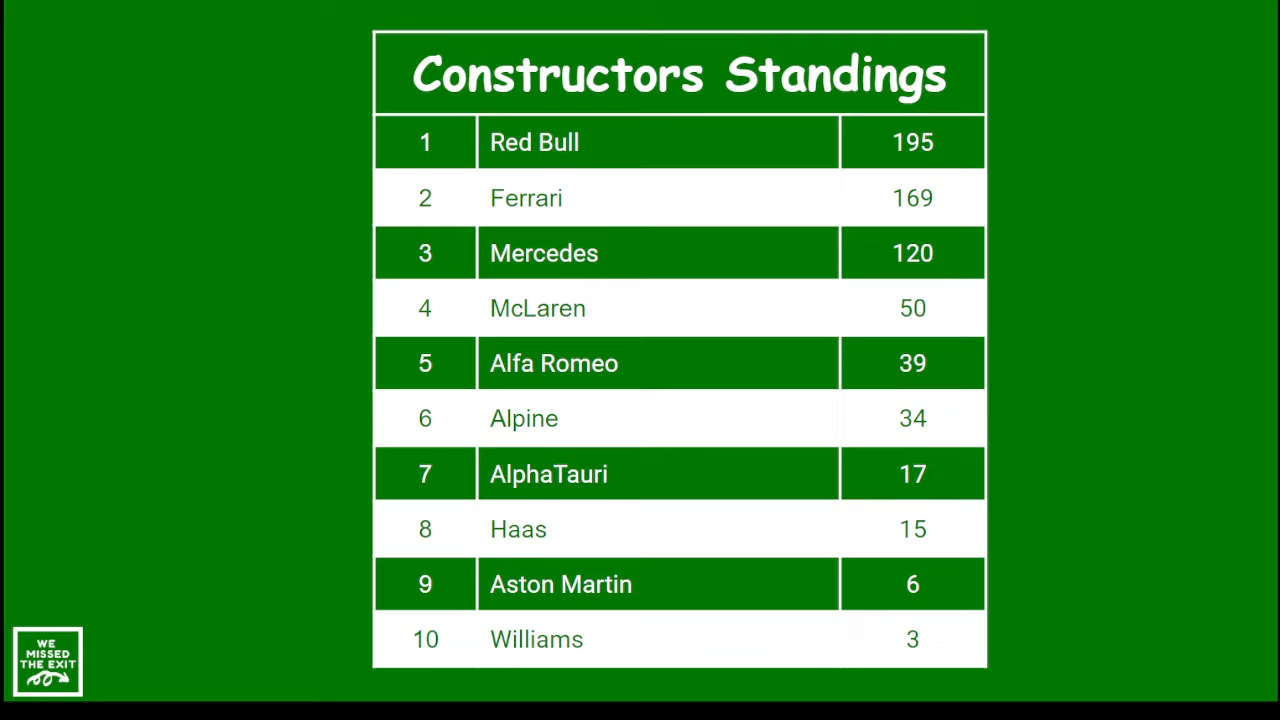 Constructors Standings
1 Red Bull 195
2 Ferrari 169
3 Mercedes 120
4 McLaren 50
5 Alfa Romeo 39
6 Alpine 34
7 AlphaTauri 17
8 Haas 15
9 Aston Martin 6
10 Williams 3
WE
MISSED
THE EXIT